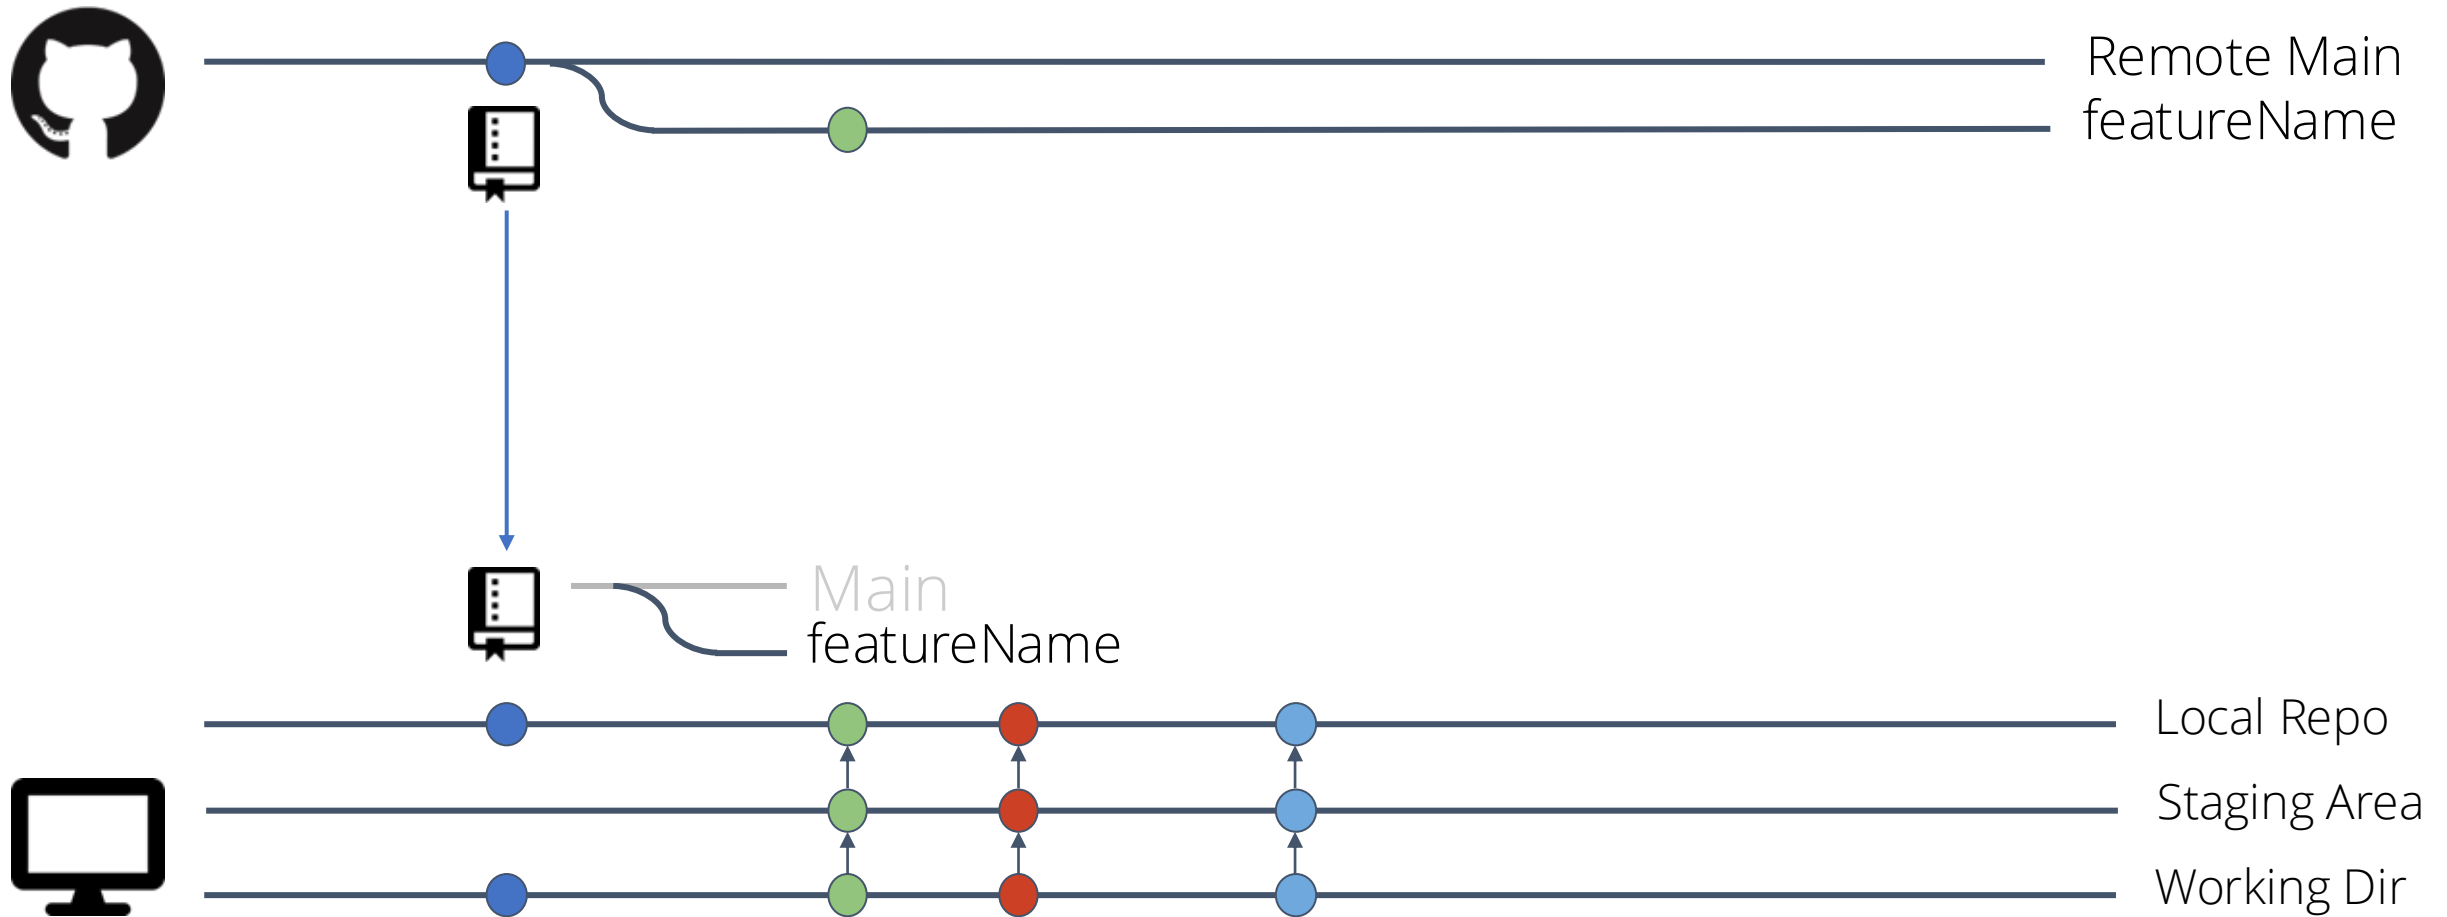 Remote Main
featureName
Main
featureName
Local Repo
Staging Area
Working Dir